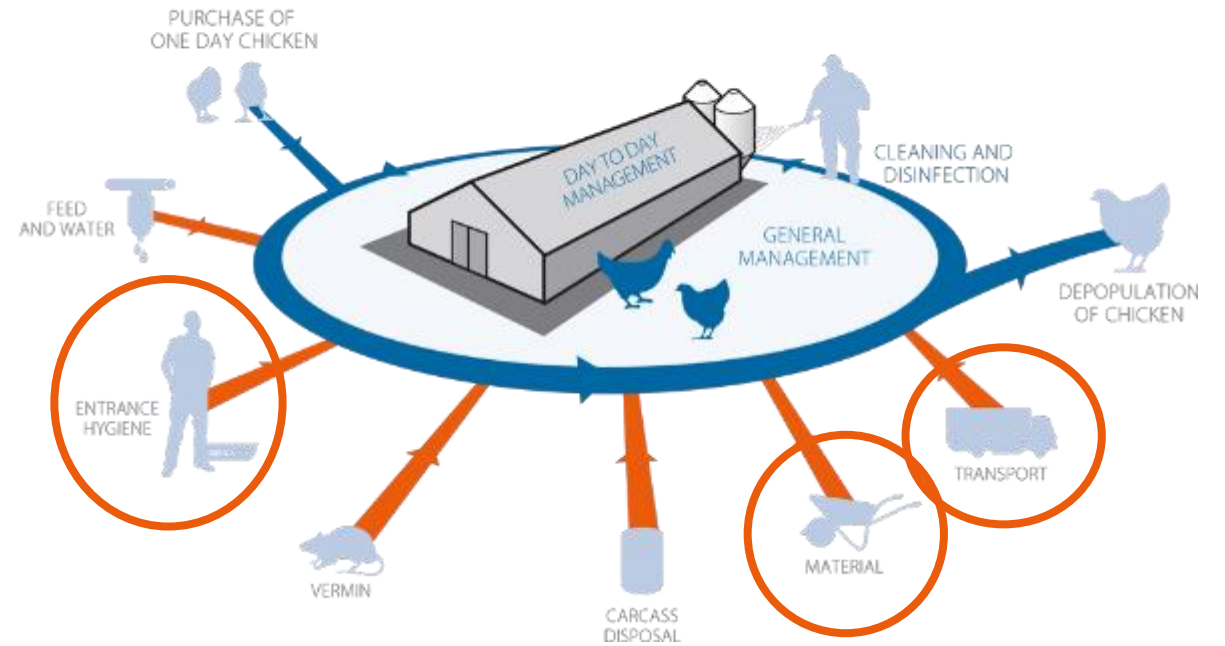 PURCHASE OF
ONE DAY CHICKEN
DAY TO DAY
MANAGEMENT
CLEANING AND
DISINFECTION
FEED
AND WATER
GENERAL
MANAGEMENT
DEPOPULATION
OF CHICKEN
ENTRANCE
HYGIENE
TRANSPORT
MATERIAL
VERMIN
CARCASS
DISPOSAL